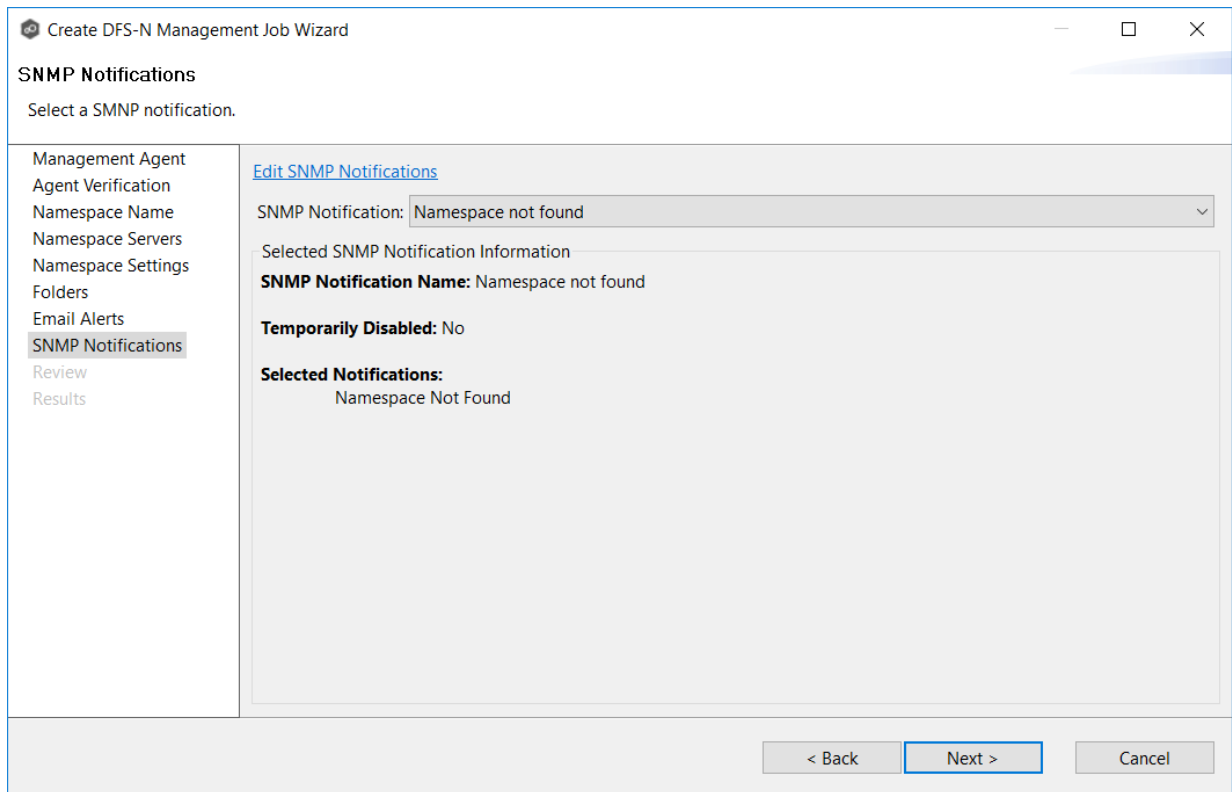 Create DFS-N Management Job Wizard
SNMP Notifications
Select a SMNP notification.
Management Agent
Agent Verification
Namespace Name
Namespace Servers
Namespace Settings
Folders
Email Alerts
SNMP Notifications
Review
Results
Edit SNMP Notifications
SNMP Notification: Namespace not found
Selected SNMP Notification Information
SNMP Notification Name: Namespace not found
Temporarily Disabled: No
Selected Notifications:
Namespace Not Found
< Back Next > Cancel